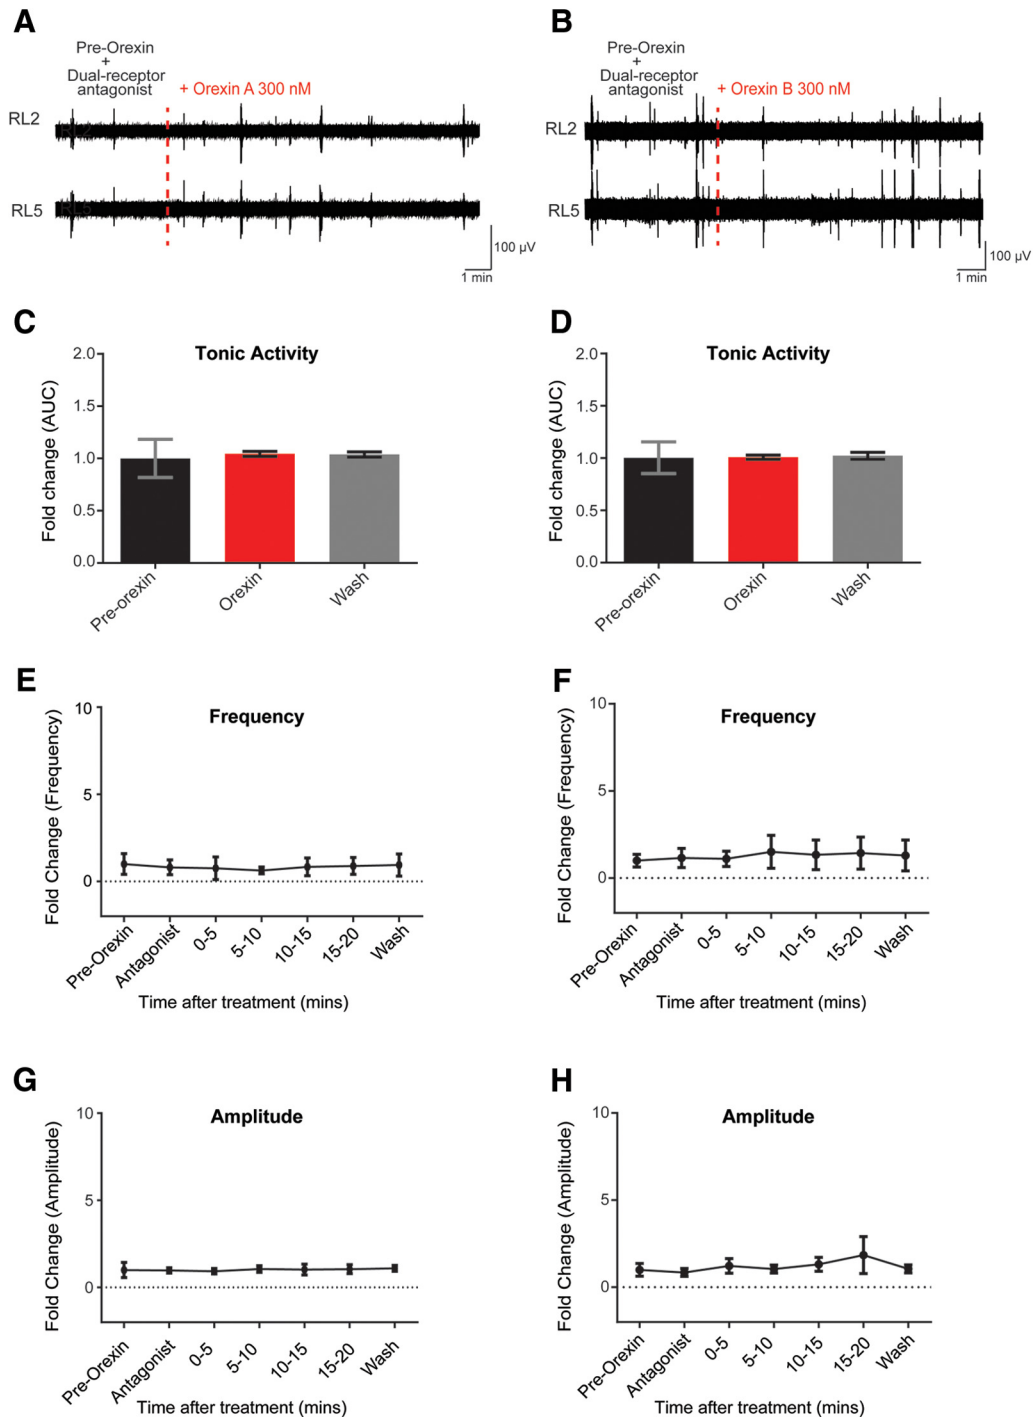 A
Pre-Orexin
+
Dual-receptor
antagonist
+ Orexin A 300 nM
RL2
RL2
RL5
RL5
100 µV
1 min
B
Pre-Orexin
+
Dual-receptor
antagonist
+ Orexin B 300 nM
RL2
RL5
100 µV
1 min
C
Tonic Activity
Fold change (AUC)
2.0
1.5
1.0
0.5
0.0
Pre-orexin
Orexin
Wash
D
Tonic Activity
Fold change (AUC)
2.0
1.5
1.0
0.5
0.0
Pre-orexin
Orexin
Wash
E
Frequency
Fold Change (Frequency)
10
5
0
Pre-Orexin
Antagonist
0-5
5-10
10-15
15-20
Wash
Time after treatment (mins)
F
Frequency
Fold Change (Frequency)
10
5
0
Pre-Orexin
Antagonist
0-5
5-10
10-15
15-20
Wash
Time after treatment (mins)
G
Amplitude
Fold Change (Amplitude)
10
5
0
Pre-Orexin
Antagonist
0-5
5-10
10-15
15-20
Wash
Time after treatment (mins)
H
Amplitude
Fold Change (Amplitude)
10
5
0
Pre-Orexin
Antagonist
0-5
5-10
10-15
15-20
Wash
Time after treatment (mins)